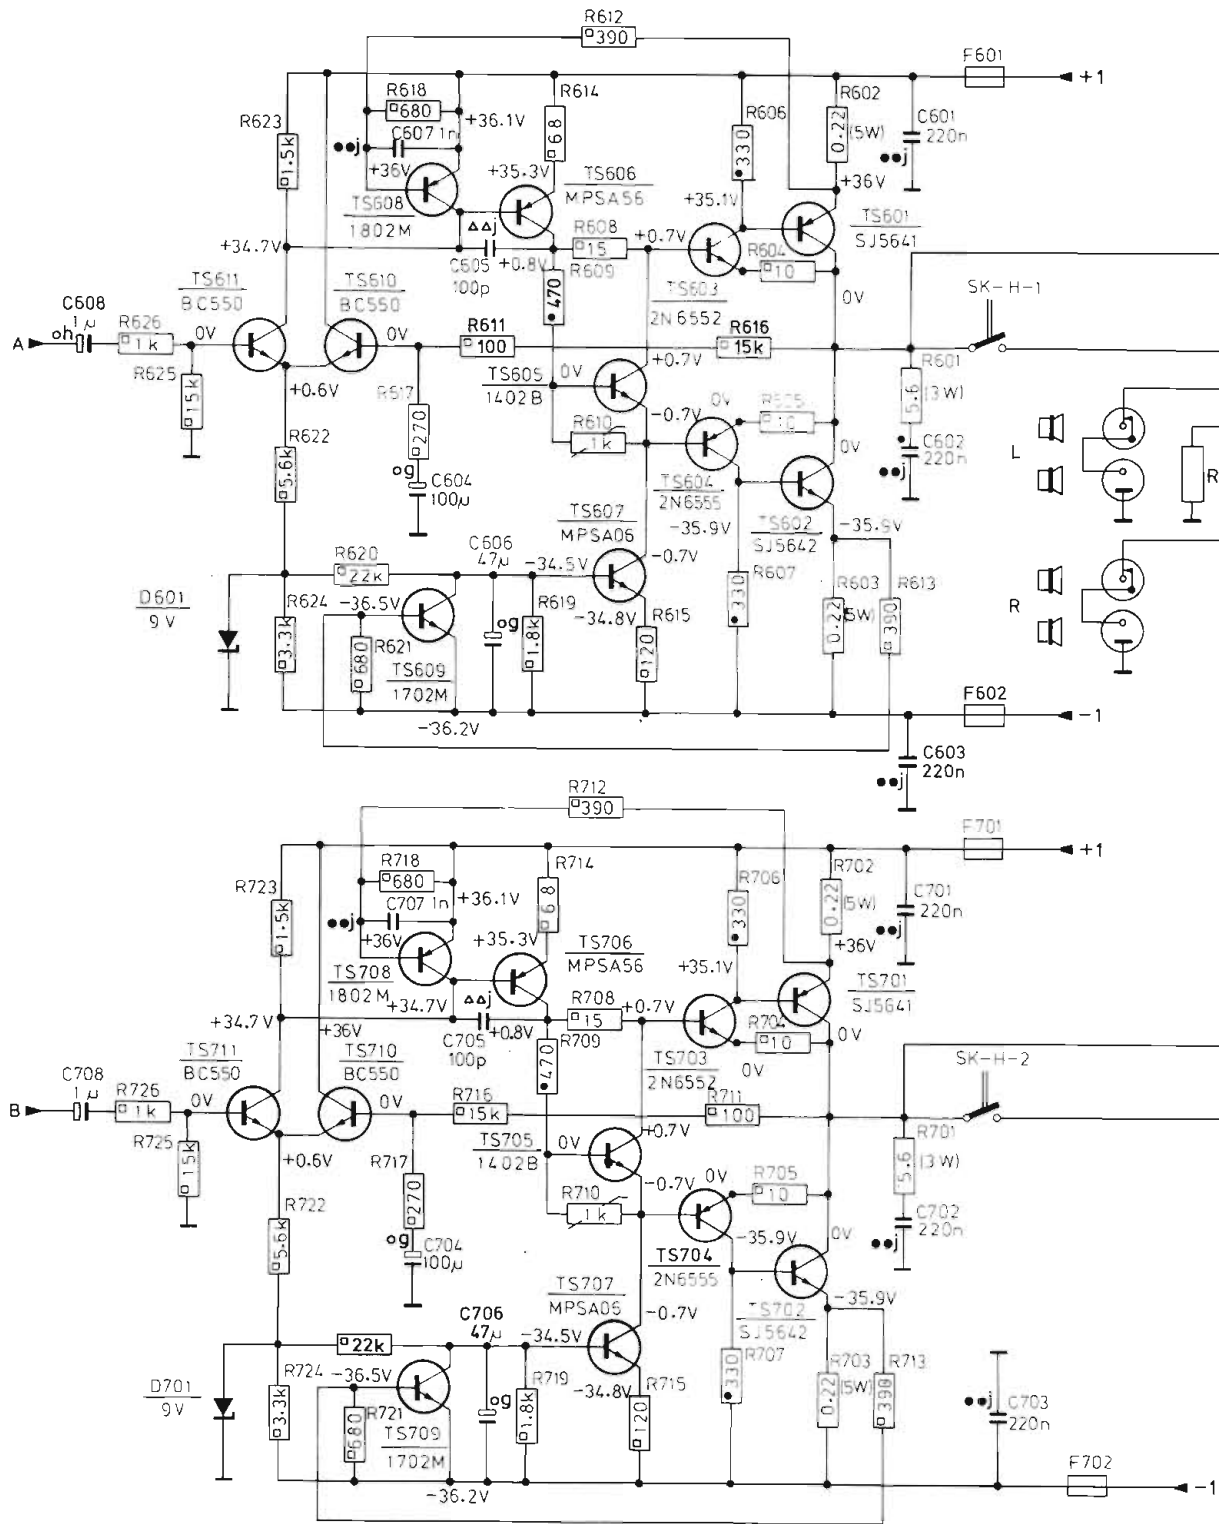 R612
390
F601
+1
R618
680
R614
68
R602
0.22
(5W)
R606
330
C601
220n
●●j
R623
1.5k
+36.1V
C607 1n
●●j
+36V
+35.3V
TS606
MPSA56
+36V
TS608
1802M
+35.1V
TS601
SJ5641
ΔΔj
R608
15
+0.7V
R604
10
+34.7V
C605
100p
+0.8V
R609
470
TS603
2N6552
0V
SK-H-1
TS611
BC550
TS610
BC550
C608
1µ
oh
R626
1k
A
0V
0V
R611
100
R616
15k
+0.7V
R625
15k
+0.6V
R617
270
TS605
1402B
0V
-0.7V
0V
R605
10
R601
5.6
(3W)
R610
1k
R622
5.6k
0V
C602
220n
●●j
L
R
og
C604
100µ
TS604
2N6555
-35.9V
TS602
SJ5642
-35.9V
TS607
MPSA06
C606
47µ
-34.5V
-0.7V
R620
22k
R607
330
R603
0.22
(5W)
R613
390
D601
9V
R624
3.3k
-36.5V
og
R619
1.8k
-34.8V
R615
120
R
R621
680
TS609
1702M
-36.2V
F602
-1
C603
220n
●●j
R712
390
F701
+1
R718
680
R714
68
R702
0.22
(5W)
R706
330
C701
220n
●●j
R723
1.5k
C707 1n
+36.1V
●●j
+36V
+35.3V
TS706
MPSA56
+36V
TS708
1802M
+35.1V
TS701
SJ5641
+34.7V
ΔΔj
R708
15
+0.7V
R704
10
+34.7V
+36V
C705
100p
+0.8V
R709
470
0V
TS711
BC550
TS710
BC550
TS703
2N6552
0V
SK-H-2
C708
1µ
R726
1k
B
0V
0V
R716
15k
R711
100
R725
15k
+0.6V
R717
270
TS705
1402B
0V
+0.7V
-0.7V
0V
R705
10
R701
5.6
(3W)
R710
1k
R722
5.6k
og
C704
100µ
TS704
2N6555
-35.9V
0V
C702
220n
●●j
TS707
MPSA06
TS702
SJ5642
-35.9V
C706
47µ
-34.5V
-0.7V
22k
R707
330
R703
0.22
(5W)
R713
390
D701
9V
R724
3.3k
-36.5V
og
R719
1.8k
-34.8V
R715
120
●●j
C703
220n
R721
680
TS709
1702M
-36.2V
F702
-1